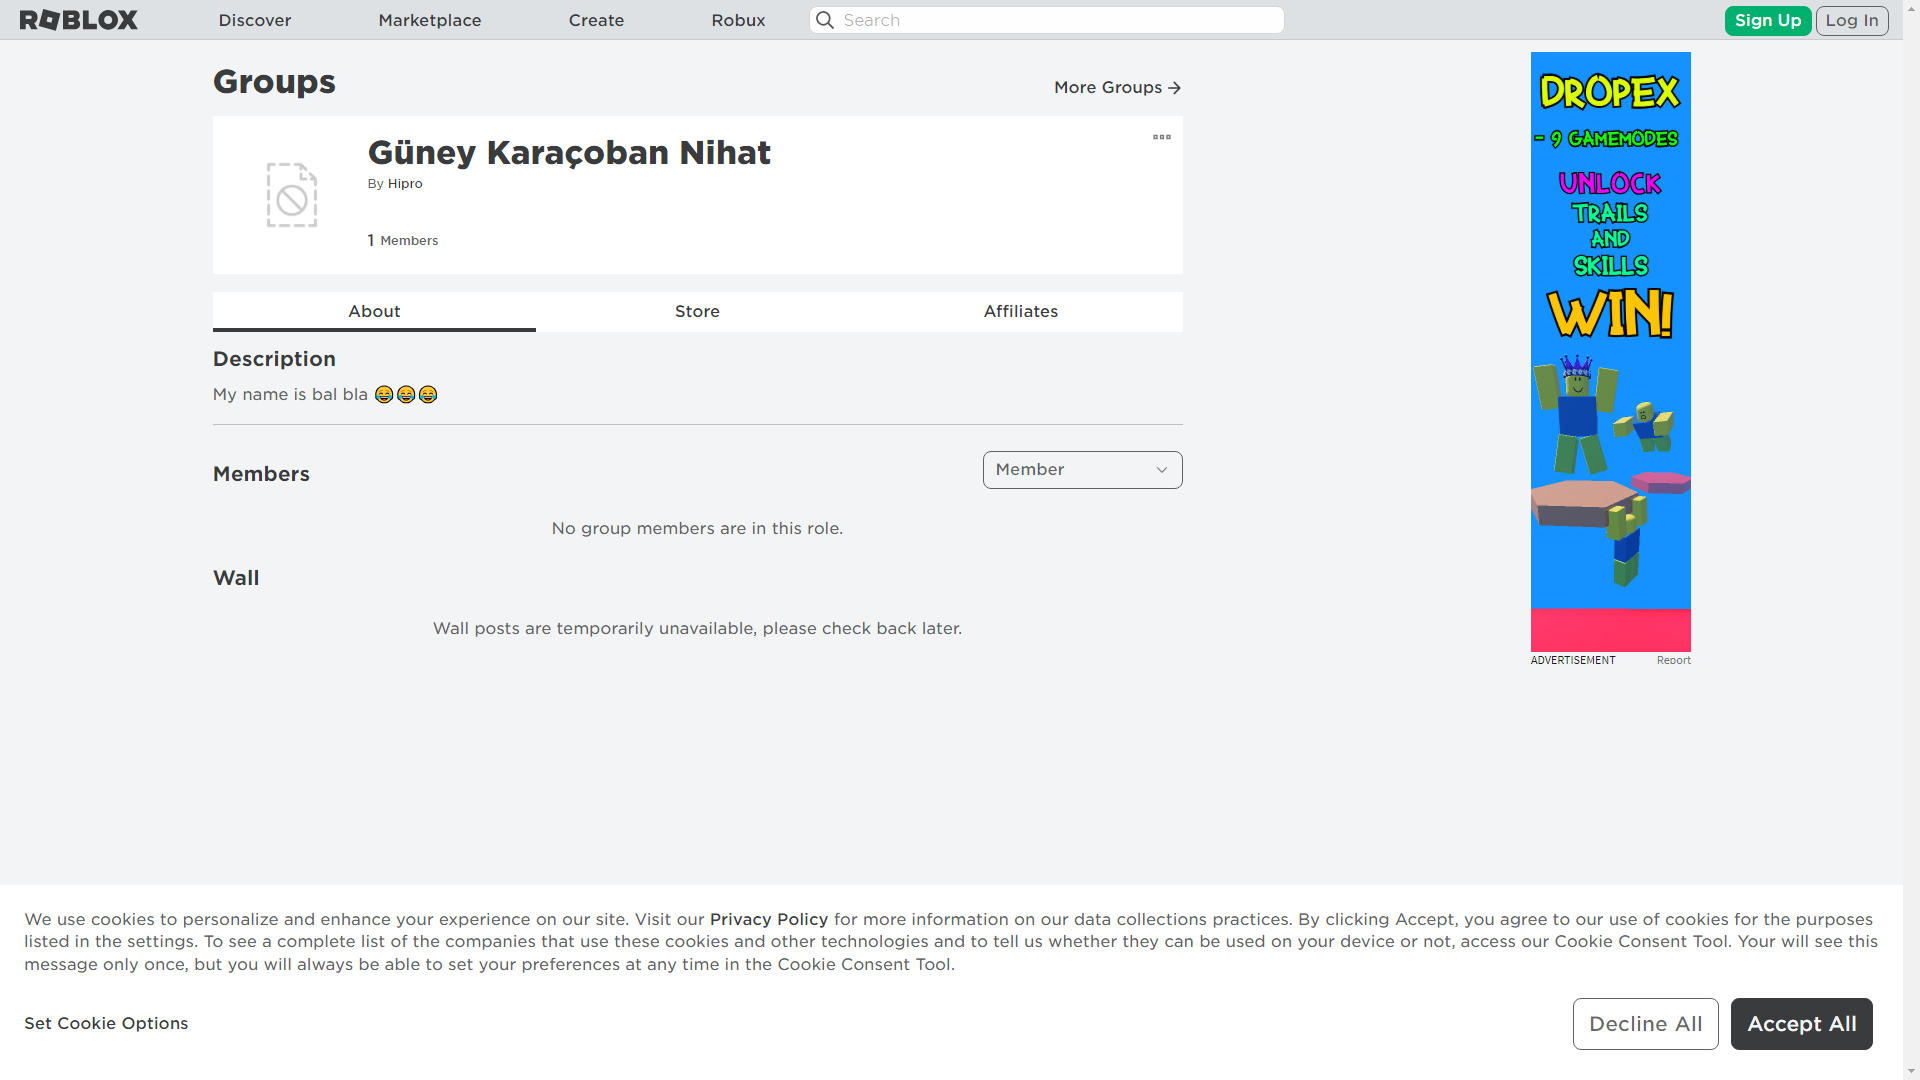 ROBLOX
Discover
Marketplace
Create
Robux
Search
Sign Up
Log In
Groups
More Groups
Güney Karaçoban Nihat
By Hipro
1 Members
About
Store
Affiliates
Description
My name is bal bla 😂😂😂
Members
Member
No group members are in this role.
Wall
Wall posts are temporarily unavailable, please check back later.
DROPEX
- 9 GAMEMODES
UNLOCK
TRAILS
AND
SKILLS
WIN!
ADVERTISEMENT
Report
We use cookies to personalize and enhance your experience on our site. Visit our Privacy Policy for more information on our data collections practices. By clicking Accept, you agree to our use of cookies for the purposes
listed in the settings. To see a complete list of the companies that use these cookies and other technologies and to tell us whether they can be used on your device or not, access our Cookie Consent Tool. Your will see this
message only once, but you will always be able to set your preferences at any time in the Cookie Consent Tool.
Set Cookie Options
Decline All
Accept All